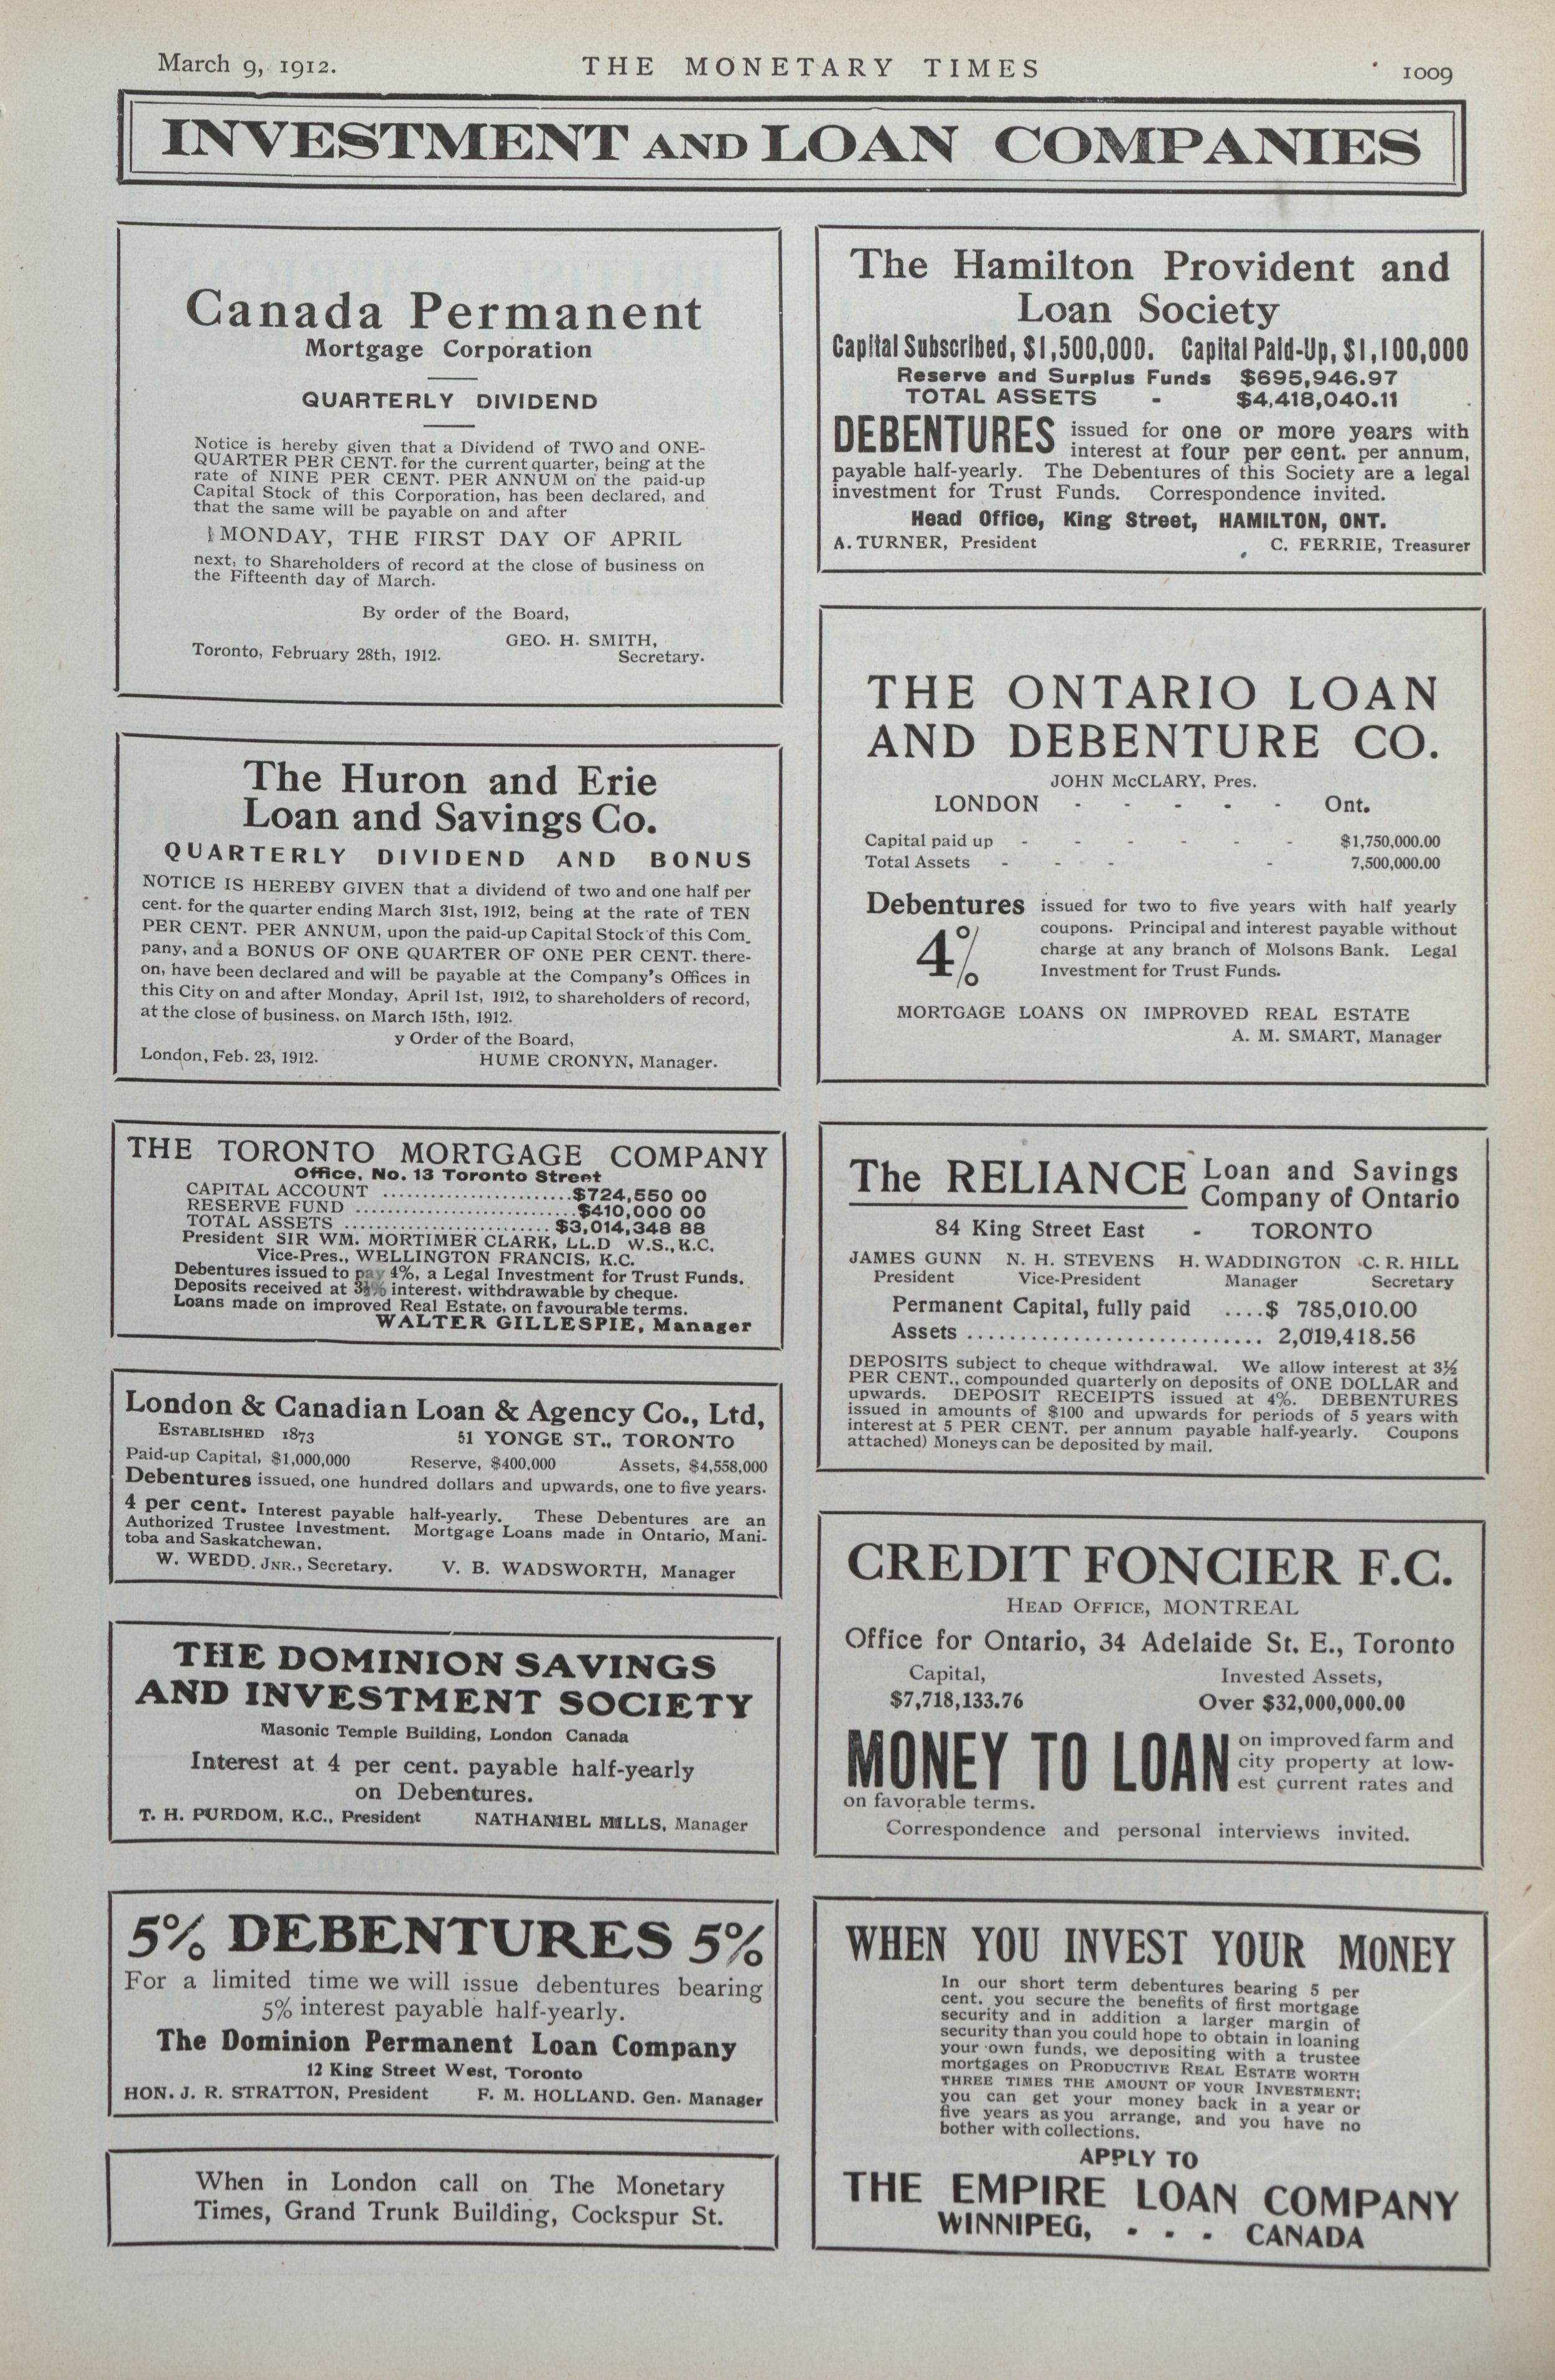 March 9, 1912.
THE MONETARY TIMES
1009
INVESTMENT AND LOAN COMPANIES
Canada Permanent
Mortgage Corporation
QUARTERLY DIVIDEND
Notice is hereby given that a Dividend of TWO and ONE-
QUARTER PER CENT. for the current quarter, being at the
rate of NINE PER CENT. PER ANNUM on the paid-up
Capital Stock of this Corporation, has been declared, and
that the same will be payable on and after
MONDAY, THE FIRST DAY OF APRIL
next, to Shareholders of record at the close of business on
the Fifteenth day of March.
By order of the Board,
GEO. H. SMITH,
Toronto, February 28th, 1912. Secretary.
The Huron and Erie
Loan and Savings Co.
QUARTERLY DIVIDEND AND BONUS
NOTICE IS HEREBY GIVEN that a dividend of two and one half per
cent. for the quarter ending March 31st, 1912, being at the rate of TEN
PER CENT. PER ANNUM, upon the paid-up Capital Stock of this Com-
pany, and a BONUS OF ONE QUARTER OF ONE PER CENT. there-
on, have been declared and will be payable at the Company's Offices in
this City on and after Monday, April 1st, 1912, to shareholders of record,
at the close of business, on March 15th, 1912.
y Order of the Board,
London, Feb. 23, 1912. HUME CRONYN, Manager.
THE TORONTO MORTGAGE COMPANY
Office, No. 13 Toronto Street
CAPITAL ACCOUNT ........................$724,550 00
RESERVE FUND ............................$410,000 00
TOTAL ASSETS ..........................$3,014,348 88
President SIR WM. MORTIMER CLARK, LL.D W.S., K.C.
Vice-Pres., WELLINGTON FRANCIS, K.C.
Debentures issued to pay 4%, a Legal Investment for Trust Funds.
Deposits received at 3½% interest, withdrawable by cheque.
Loans made on improved Real Estate, on favourable terms.
WALTER GILLESPIE, Manager
London & Canadian Loan & Agency Co., Ltd,
ESTABLISHED 1873 51 YONGE ST., TORONTO
Paid-up Capital, $1,000,000 Reserve, $400,000 Assets, $4,558,000
Debentures issued, one hundred dollars and upwards, one to five years.
4 per cent. Interest payable half-yearly. These Debentures are an
Authorized Trustee Investment. Mortgage Loans made in Ontario, Mani-
toba and Saskatchewan.
W. WEDD. JNR., Secretary. V. B. WADSWORTH, Manager
THE DOMINION SAVINGS
AND INVESTMENT SOCIETY
Masonic Temple Building, London Canada
Interest at 4 per cent. payable half-yearly
on Debentures.
T. H. PURDOM, K.C., President NATHANIEL MILLS, Manager
5% DEBENTURES 5%
For a limited time we will issue debentures bearing
5% interest payable half-yearly.
The Dominion Permanent Loan Company
12 King Street West, Toronto
HON. J. R. STRATTON, President F. M. HOLLAND. Gen. Manager
When in London call on The Monetary
Times, Grand Trunk Building, Cockspur St.
The Hamilton Provident and
Loan Society
Capital Subscribed, $1,500,000. Capital Paid-Up, $1,100,000
Reserve and Surplus Funds $695,946.97
TOTAL ASSETS - $4,418,040.11
DEBENTURES issued for one or more years with
interest at four per cent. per annum,
payable half-yearly. The Debentures of this Society are a legal
investment for Trust Funds. Correspondence invited.
Head Office, King Street, HAMILTON, ONT.
A. TURNER, President C. FERRIE, Treasurer
THE ONTARIO LOAN
AND DEBENTURE CO.
JOHN McCLARY, Pres.
LONDON - - - - - Ont.
Capital paid up - - - - - - $1,750,000.00
Total Assets - - - - 7,500,000.00
Debentures issued for two to five years with half yearly
4% coupons. Principal and interest payable without
charge at any branch of Molsons Bank. Legal
Investment for Trust Funds.
MORTGAGE LOANS ON IMPROVED REAL ESTATE
A. M. SMART, Manager
The RELIANCE Loan and Savings
Company of Ontario
84 King Street East - TORONTO
JAMES GUNN N. H. STEVENS H. WADDINGTON C. R. HILL
President Vice-President Manager Secretary
Permanent Capital, fully paid ....$ 785,010.00
Assets ............................ 2,019,418.56
DEPOSITS subject to cheque withdrawal. We allow interest at 3½
PER CENT., compounded quarterly on deposits of ONE DOLLAR and
upwards. DEPOSIT RECEIPTS issued at 4%. DEBENTURES
issued in amounts of $100 and upwards for periods of 5 years with
interest at 5 PER CENT. per annum payable half-yearly. Coupons
attached) Moneys can be deposited by mail.
CREDIT FONCIER F.C.
HEAD OFFICE, MONTREAL
Office for Ontario, 34 Adelaide St. E., Toronto
Capital, Invested Assets,
$7,718,133.76 Over $32,000,000.00
MONEY TO LOAN on improved farm and
city property at low-
est current rates and
on favorable terms.
Correspondence and personal interviews invited.
WHEN YOU INVEST YOUR MONEY
In our short term debentures bearing 5 per
cent. you secure the benefits of first mortgage
security and in addition a larger margin of
security than you could hope to obtain in loaning
your own funds, we depositing with a trustee
mortgages on PRODUCTIVE REAL ESTATE WORTH
THREE TIMES THE AMOUNT OF YOUR INVESTMENT;
you can get your money back in a year or
five years as you arrange, and you have no
bother with collections.
APPLY TO
THE EMPIRE LOAN COMPANY
WINNIPEG, - - - CANADA